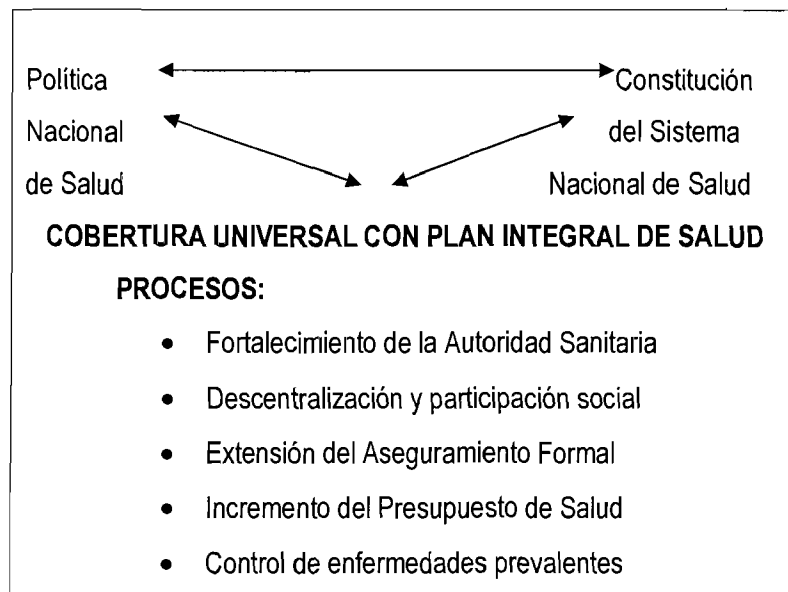 Política
Nacional
de Salud
Constitución
del Sistema
Nacional de Salud
COBERTURA UNIVERSAL CON PLAN INTEGRAL DE SALUD
PROCESOS:
• Fortalecimiento de la Autoridad Sanitaria
• Descentralización y participación social
• Extensión del Aseguramiento Formal
• Incremento del Presupuesto de Salud
• Control de enfermedades prevalentes